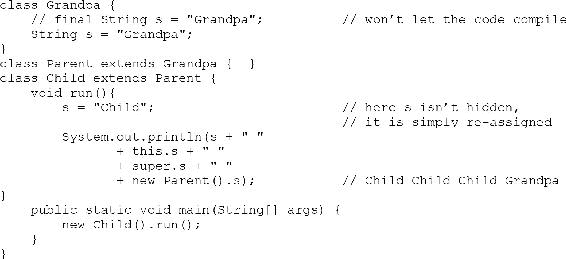 class Grandpa {
    // final String s = "Grandpa";          // won't let the code compile
    String s = "Grandpa";
}
class Parent extends Grandpa {  }
class Child extends Parent {
    void run(){
        s = "Child";                        // here s isn't hidden,
                                            // it is simply re-assigned
        System.out.println(s + " "
                + this.s + " "
                + super.s + " "
                + new Parent().s);          // Child Child Child Grandpa
}
    public static void main(String[] args) {
        new Child().run();
    }
}